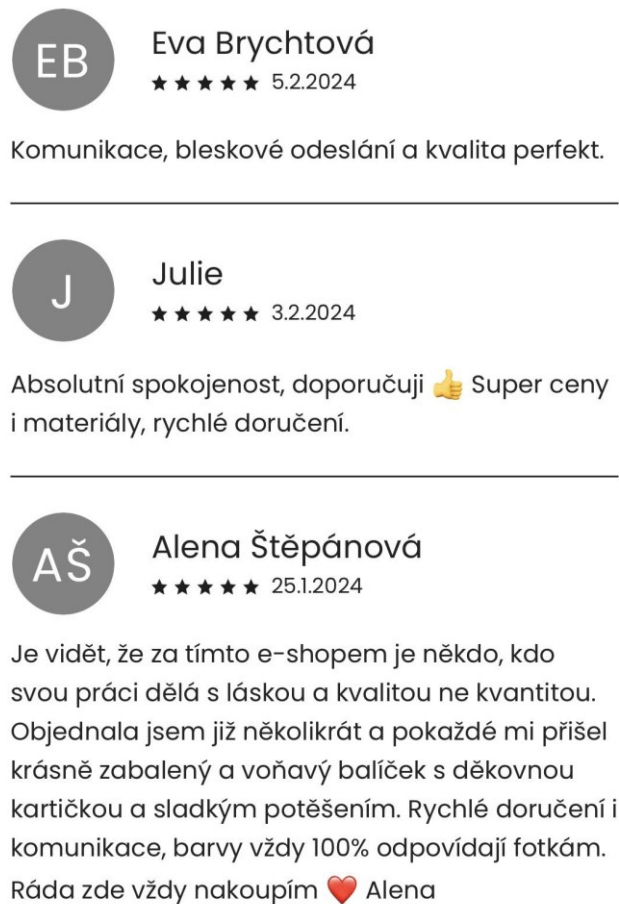 EB
Eva Brychtová
★★★★★ 5.2.2024
Komunikace, bleskové odeslání a kvalita perfekt.
J
Julie
★★★★★ 3.2.2024
Absolutní spokojenost, doporučuji 👍 Super ceny
i materiály, rychlé doručení.
AŠ
Alena Štěpánová
★★★★★ 25.1.2024
Je vidět, že za tímto e-shopem je někdo, kdo
svou práci dělá s láskou a kvalitou ne kvantitou.
Objednala jsem již několikrát a pokaždé mi přišel
krásně zabalený a voňavý balíček s děkovnou
kartičkou a sladkým potěšením. Rychlé doručení i
komunikace, barvy vždy 100% odpovídají fotkám.
Ráda zde vždy nakoupím ❤️ Alena